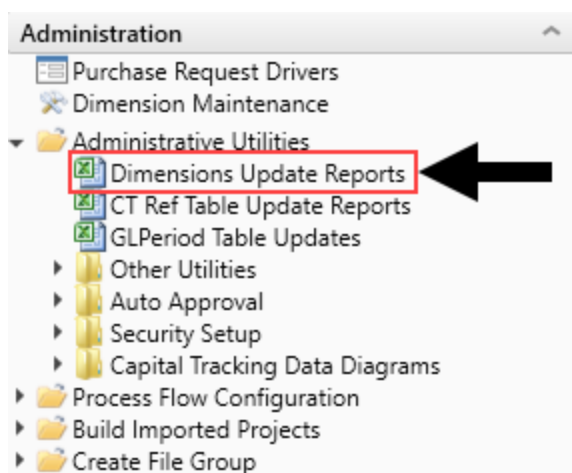 Administration
Purchase Request Drivers
Dimension Maintenance
Administrative Utilities
Dimensions Update Reports
CT Ref Table Update Reports
GLPeriod Table Updates
Other Utilities
Auto Approval
Security Setup
Capital Tracking Data Diagrams
Process Flow Configuration
Build Imported Projects
Create File Group